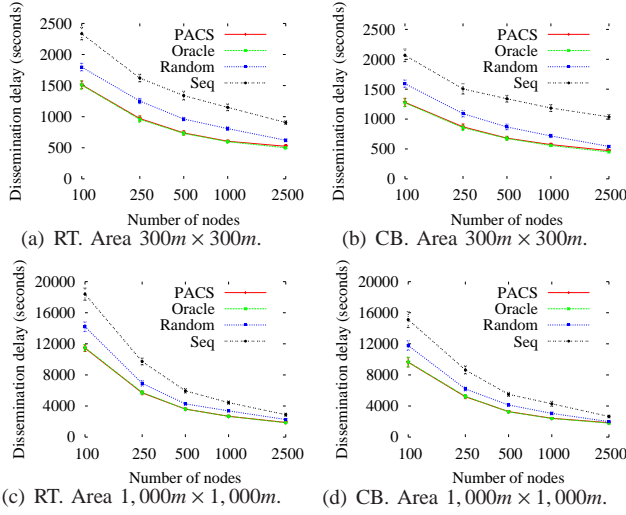 2500
2000
1500
1000
500
0
Dissemination delay (seconds)
PACS
Oracle
Random
Seq
100 250 500 1000 2500
Number of nodes
(a) RT. Area 300m × 300m.
2500
2000
1500
1000
500
0
Dissemination delay (seconds)
PACS
Oracle
Random
Seq
100 250 500 1000 2500
Number of nodes
(b) CB. Area 300m × 300m.
20000
16000
12000
8000
4000
0
Dissemination delay (seconds)
PACS
Oracle
Random
Seq
100 250 500 1000 2500
Number of nodes
(c) RT. Area 1,000m × 1,000m.
20000
16000
12000
8000
4000
0
Dissemination delay (seconds)
PACS
Oracle
Random
Seq
100 250 500 1000 2500
Number of nodes
(d) CB. Area 1,000m × 1,000m.